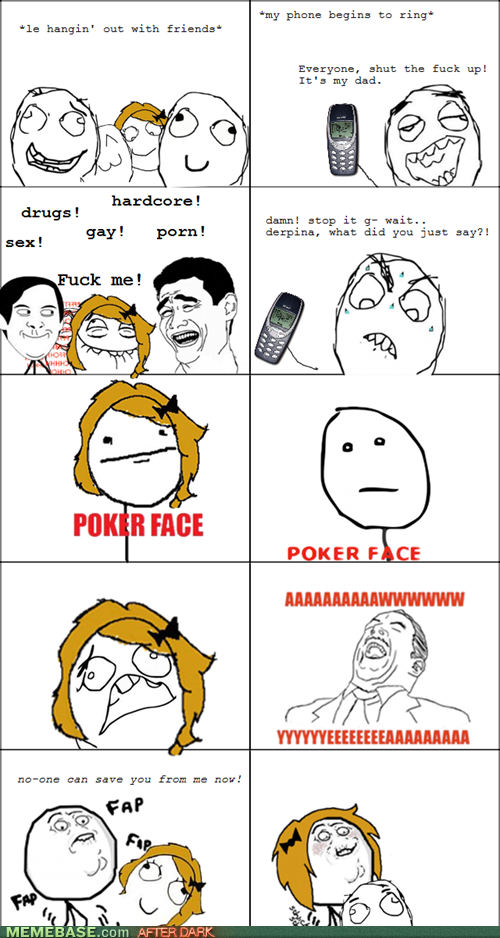 *le hangin' out with friends*
*my phone begins to ring*
Everyone, shut the fuck up!
It's my dad.
hardcore!
drugs!
gay! porn!
sex!
Fuck me!
damn! stop it g- wait..
derpina, what did you just say?!
POKER FACE
POKER FACE
AAAAAAAAAAWWWWWW
YYYYYYEEEEEEEEAAAAAAAAA
no-one can save you from me now!
FAP
FAP
FAP
MEMEBASE.com AFTER DARK